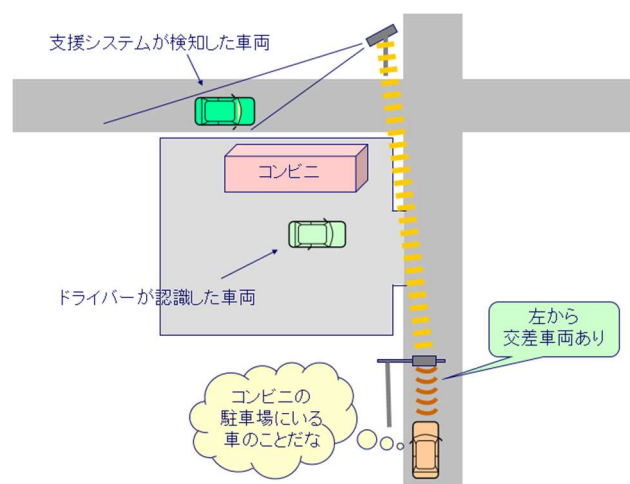 支援システムが検知した車両
コンビニ
ドライバーが認識した車両
左から
交差車両あり
コンビニの
駐車場にいる
車のことだな